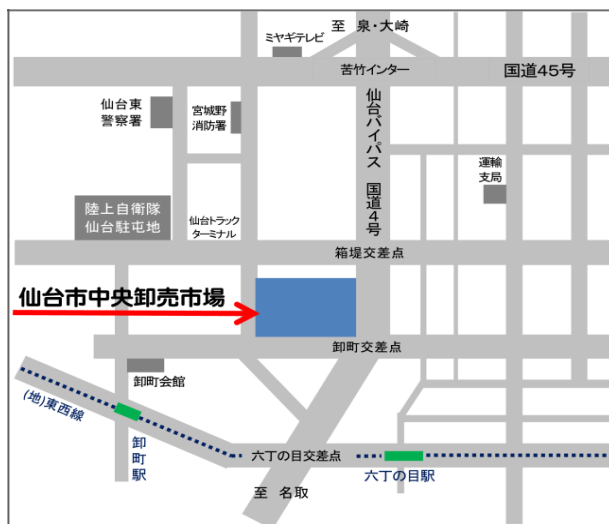 至 泉・大崎
ミヤギテレビ
苦竹インター
国道45号
仙台東
警察署
宮城野
消防署
仙台バイパス 国道4号
運輸
支局
陸上自衛隊
仙台駐屯地
仙台トラック
ターミナル
箱堤交差点
仙台市中央卸売市場
卸町交差点
卸町会館
(地)東西線
卸町駅
六丁の目交差点
六丁の目駅
至 名取